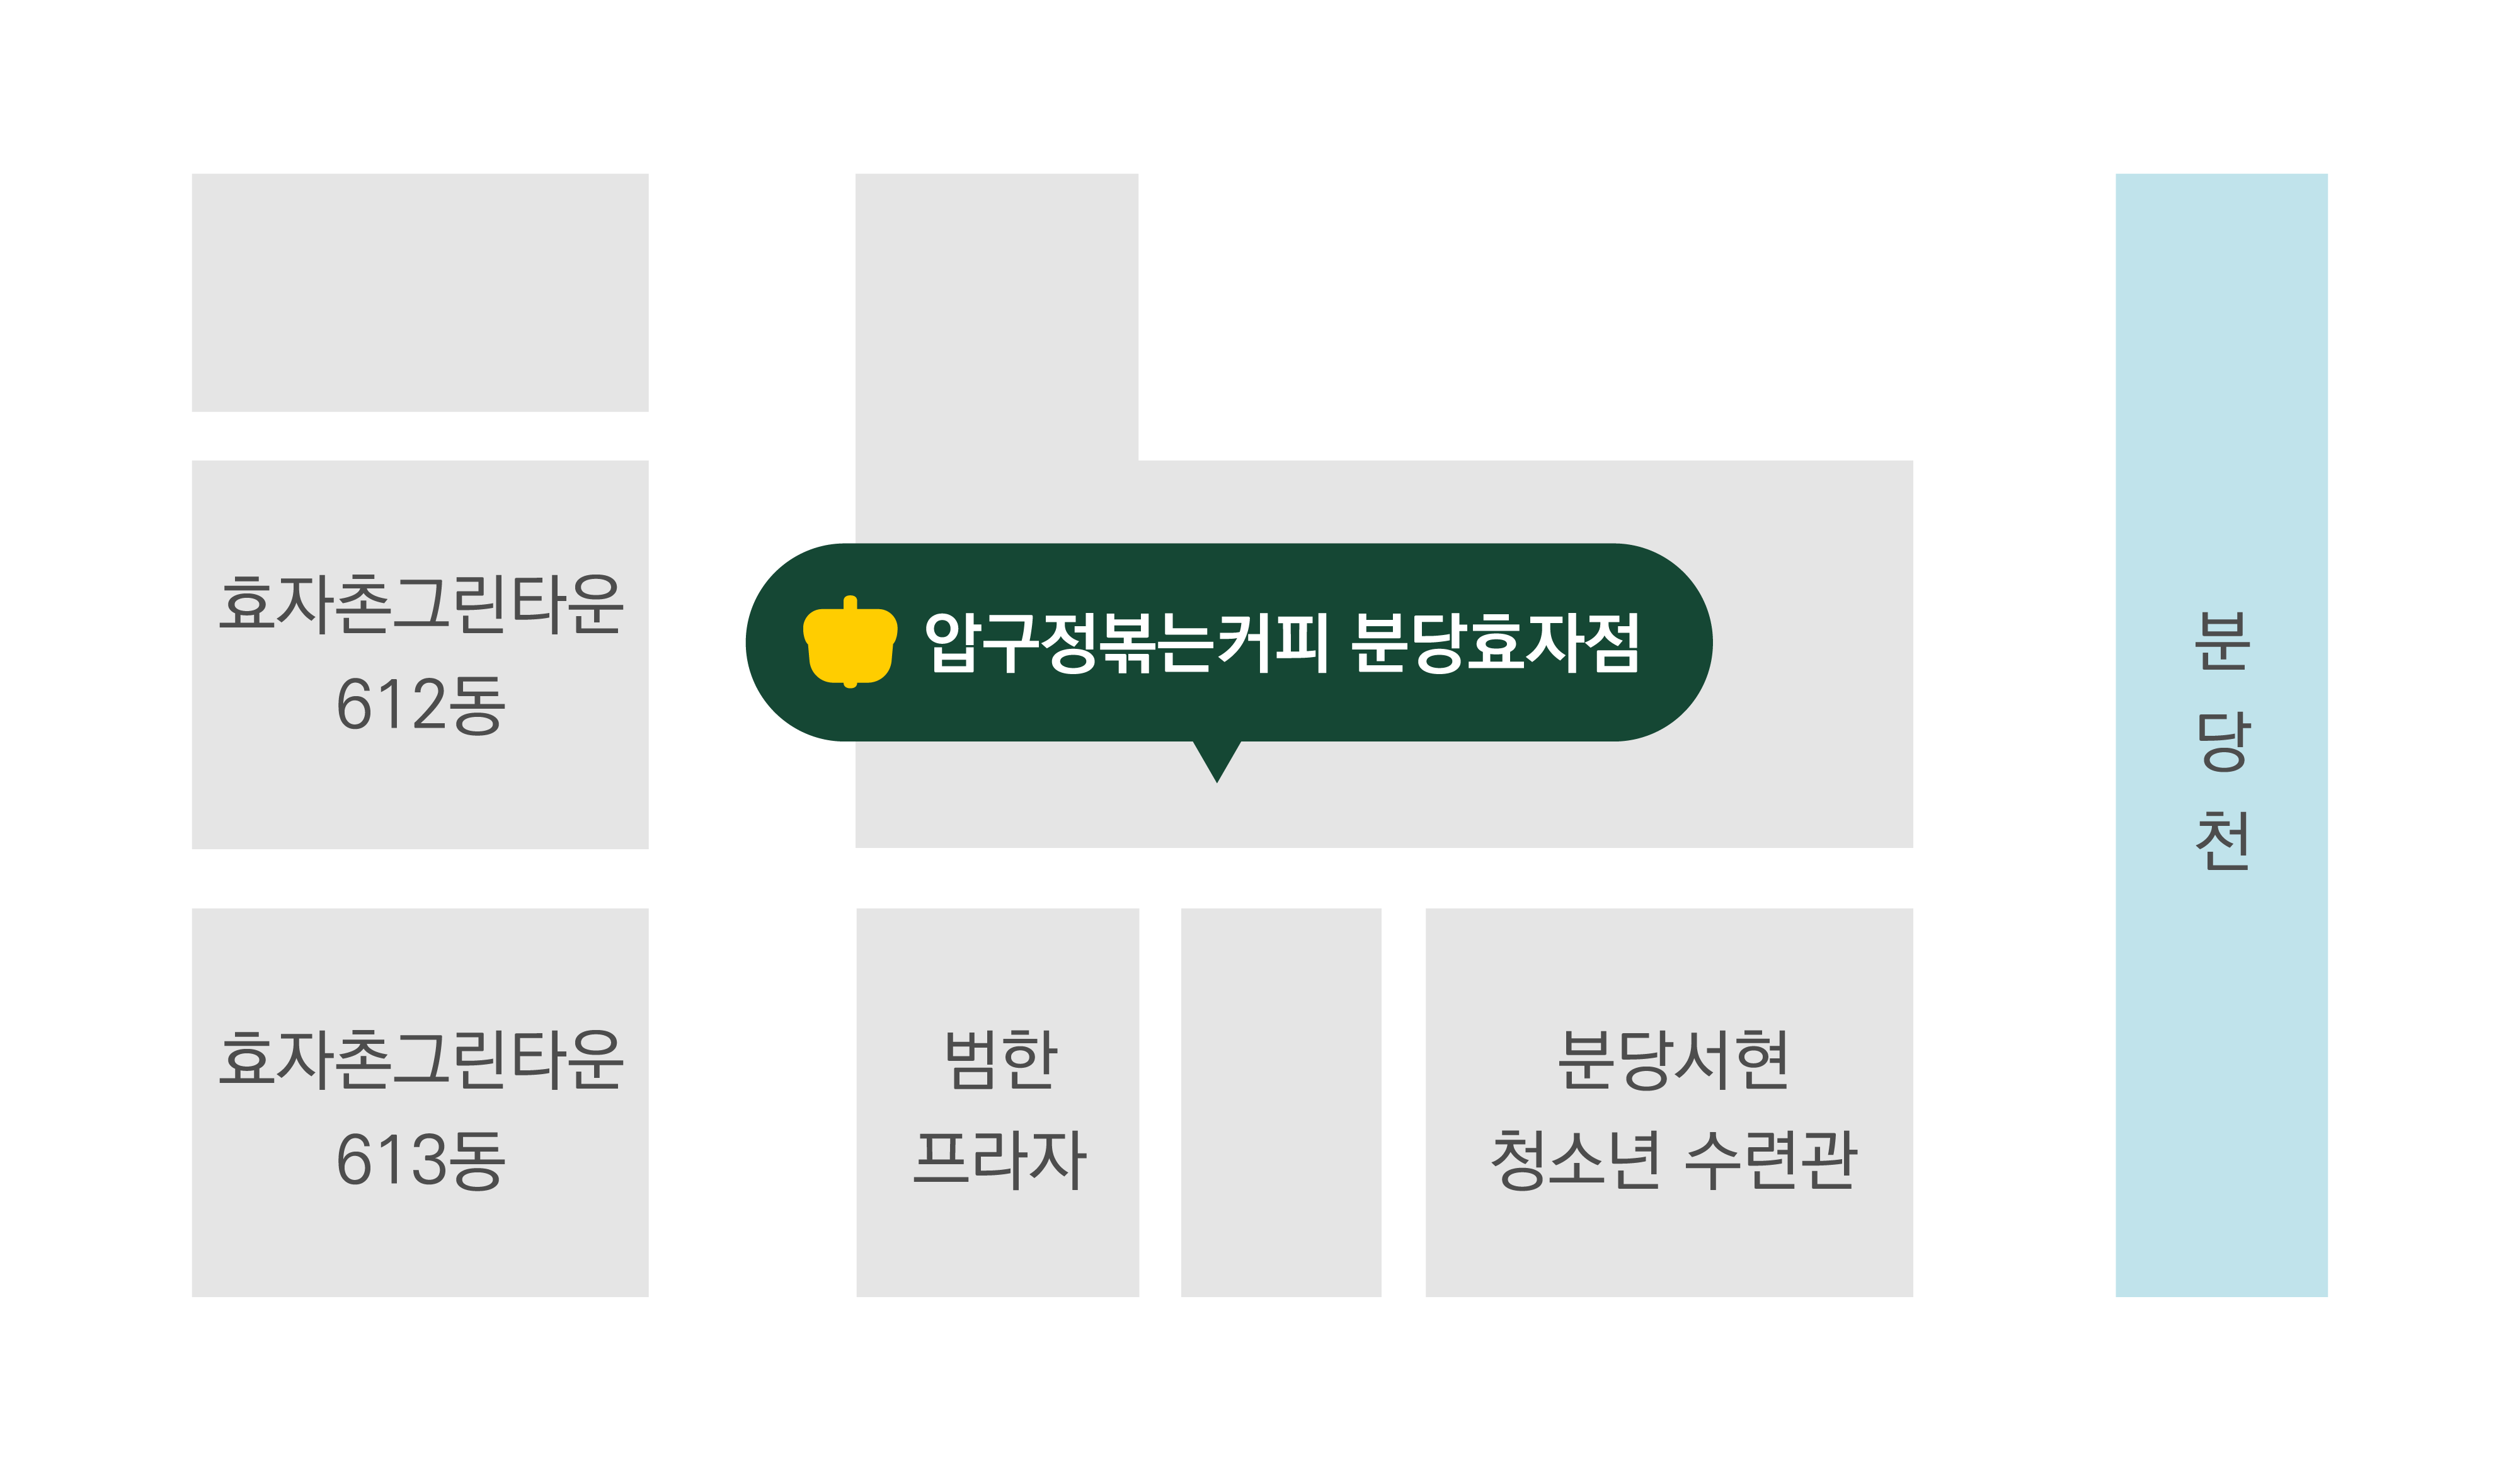 효자촌그린타운
612동
압구정볶는커피 분당효자점
분
당
천
효자촌그린타운
613동
범한
프라자
분당서현
청소년 수련관